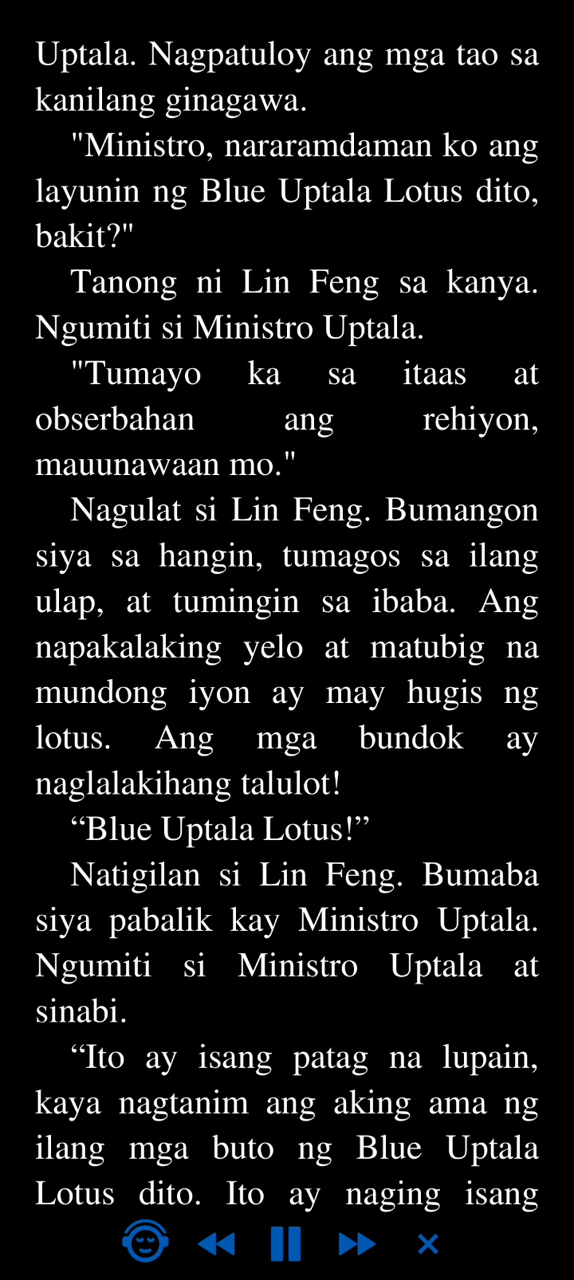 Uptala. Nagpatuloy ang mga tao sa
kanilang ginagawa.
"Ministro, nararamdaman ko ang
layunin ng Blue Uptala Lotus dito,
bakit?"
Tanong ni Lin Feng sa kanya.
Ngumiti si Ministro Uptala.
"Tumayo ka sa itaas at
obserbahan ang rehiyon,
mauunawaan mo."
Nagulat si Lin Feng. Bumangon
siya sa hangin, tumagos sa ilang
ulap, at tumingin sa ibaba. Ang
napakalaking yelo at matubig na
mundong iyon ay may hugis ng
lotus. Ang mga bundok ay
naglalakihang talulot!
“Blue Uptala Lotus!”
Natigilan si Lin Feng. Bumaba
siya pabalik kay Ministro Uptala.
Ngumiti si Ministro Uptala at
sinabi.
“Ito ay isang patag na lupain,
kaya nagtanim ang aking ama ng
ilang mga buto ng Blue Uptala
Lotus dito. Ito ay naging isang